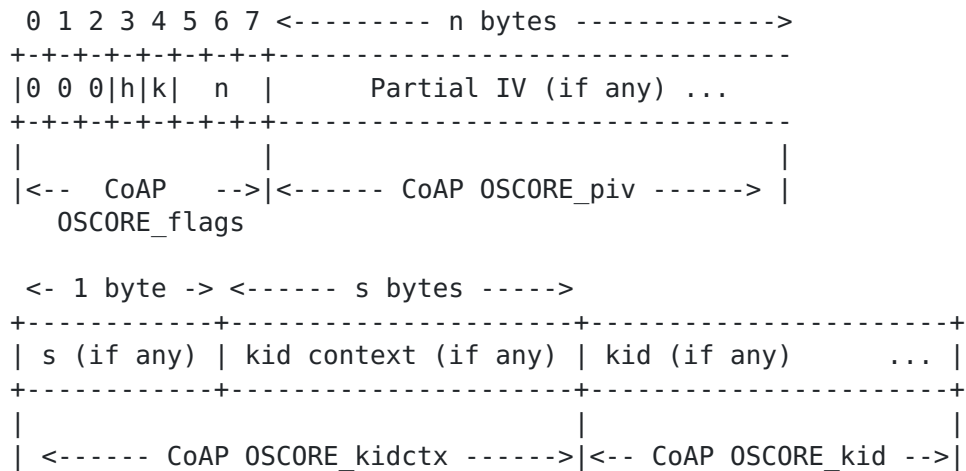 0 1 2 3 4 5 6 7 <--------- n bytes ------------->
+-+-+-+-+-+-+-+-+---------------------------------
|0 0 0|h|k|  n  |      Partial IV (if any) ...
+-+-+-+-+-+-+-+-+---------------------------------
|               |                                |
|<--  CoAP   -->|<------ CoAP OSCORE_piv ------> |
   OSCORE_flags

 <- 1 byte -> <------ s bytes ----->
+------------+----------------------+-----------------------+
| s (if any) | kid context (if any) | kid (if any)      ... |
+------------+----------------------+-----------------------+
|                                   |                       |
| <------ CoAP OSCORE_kidctx ------>|<-- CoAP OSCORE_kid -->|